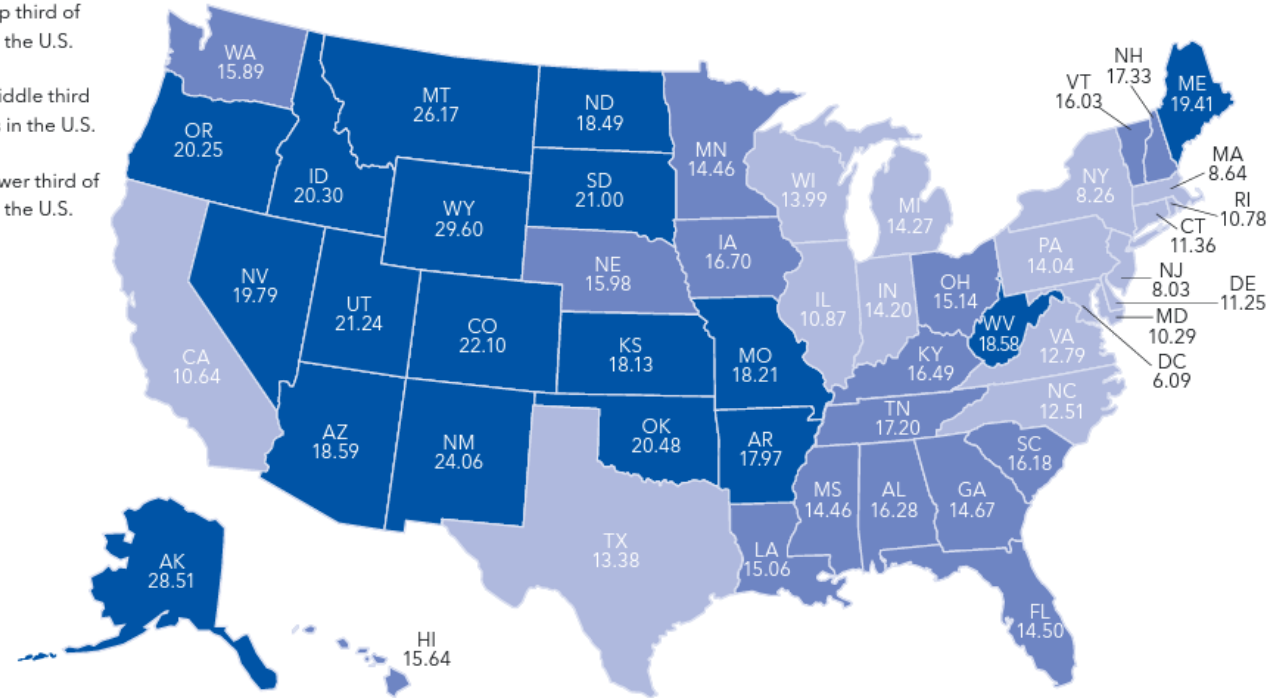 p third of
the U.S.
iddle third
in the U.S.
wer third of
the U.S.
WA
15.89
OR
20.25
ID
20.30
MT
26.17
ND
18.49
SD
21.00
WY
29.60
NE
15.98
MN
14.46
IA
16.70
WI
13.99
MI
14.27
IL
10.87
IN
14.20
OH
15.14
PA
14.04
NY
8.26
VT
16.03
NH
17.33
ME
19.41
MA
8.64
RI
10.78
CT
11.36
NJ
8.03
DE
11.25
MD
10.29
DC
6.09
WV
18.58
VA
12.79
KY
16.49
NC
12.51
TN
17.20
SC
16.18
NV
19.79
UT
21.24
CO
22.10
KS
18.13
MO
18.21
CA
10.64
AZ
18.59
NM
24.06
OK
20.48
AR
17.97
MS
14.46
AL
16.28
GA
14.67
TX
13.38
LA
15.06
FL
14.50
AK
28.51
HI
15.64